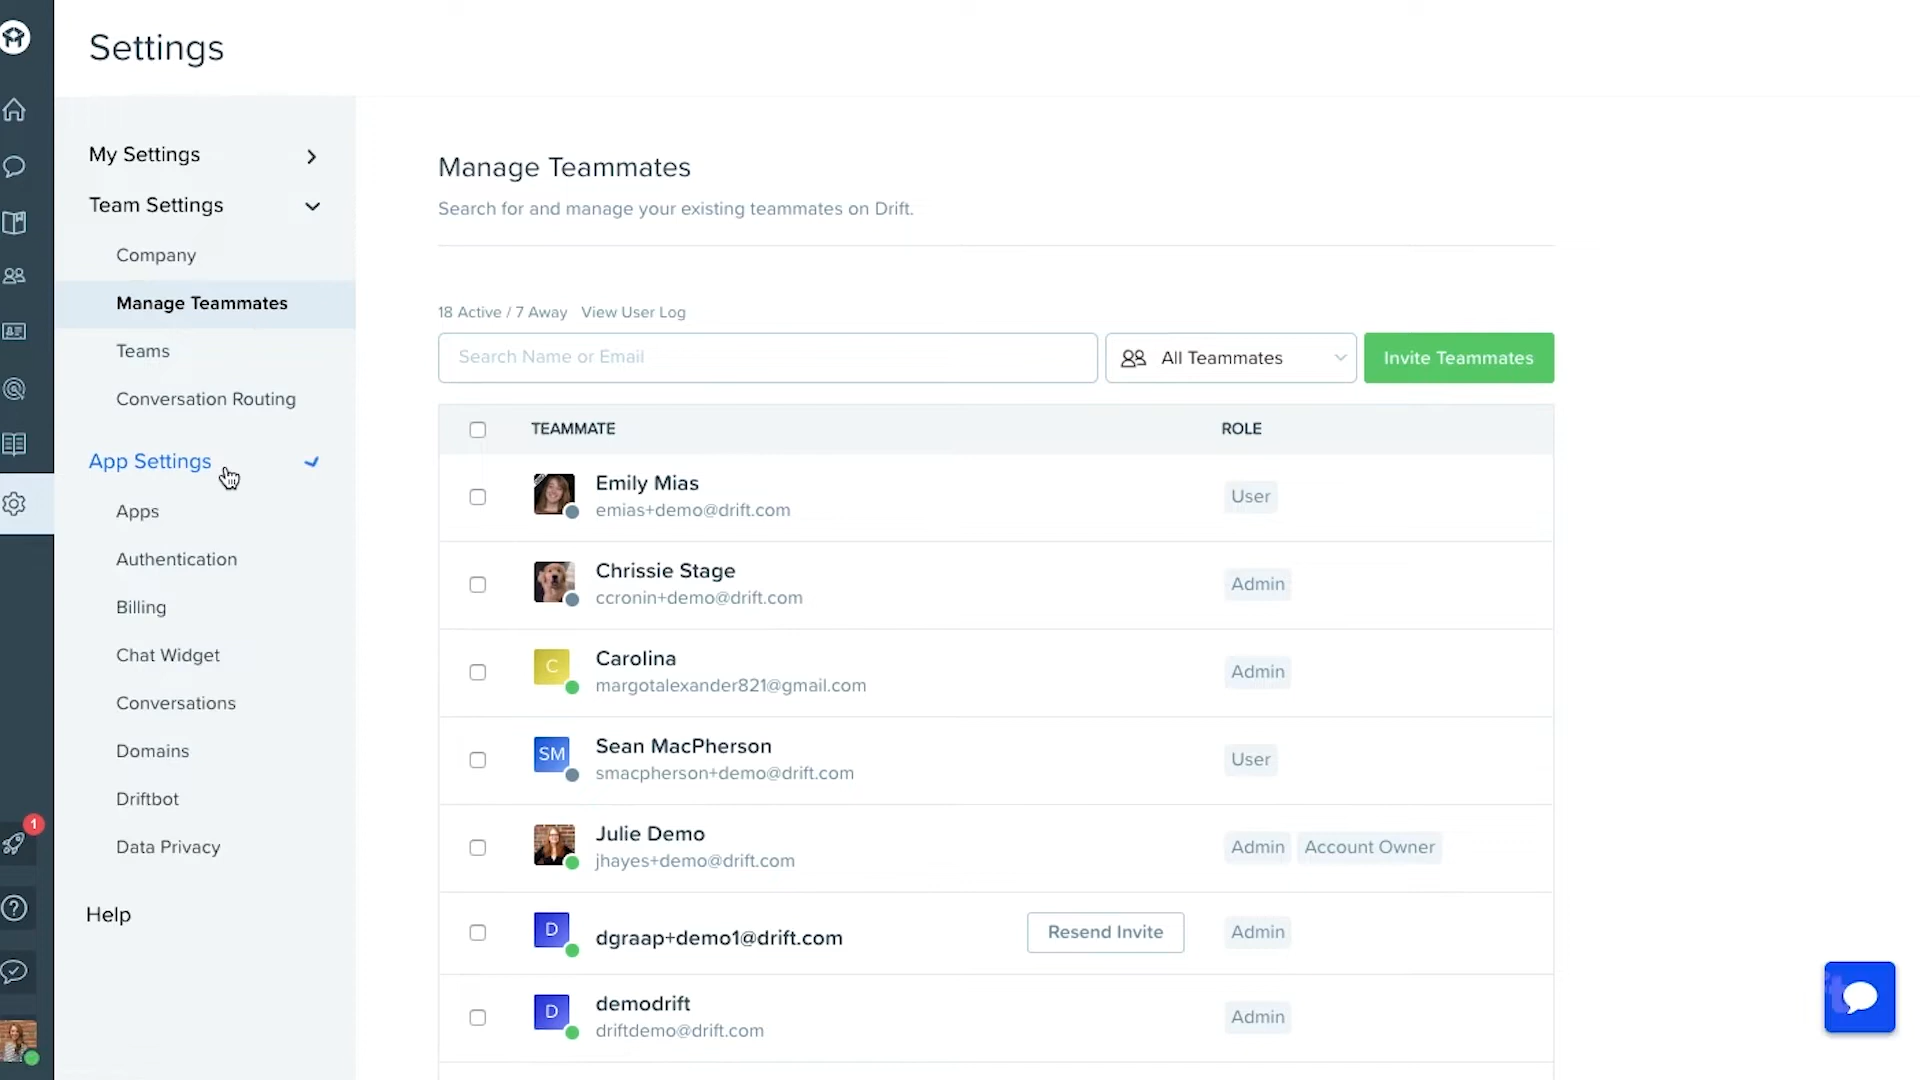 Settings
My Settings
Team Settings
Company
Manage Teammates
Teams
Conversation Routing
App Settings
Apps
Authentication
Billing
Chat Widget
Conversations
Domains
Driftbot
Data Privacy
Help
1
Manage Teammates
Search for and manage your existing teammates on Drift.
18 Active / 7 Away View User Log
Search Name or Email
All Teammates
Invite Teammates
TEAMMATE ROLE
Emily Mias
emias+demo@drift.com
User
Chrissie Stage
ccronin+demo@drift.com
Admin
C
Carolina
margotalexander821@gmail.com
Admin
SM
Sean MacPherson
smacpherson+demo@drift.com
User
Julie Demo
jhayes+demo@drift.com
Admin Account Owner
D
dgraap+demo1@drift.com
Resend Invite
Admin
D
demodrift
driftdemo@drift.com
Admin